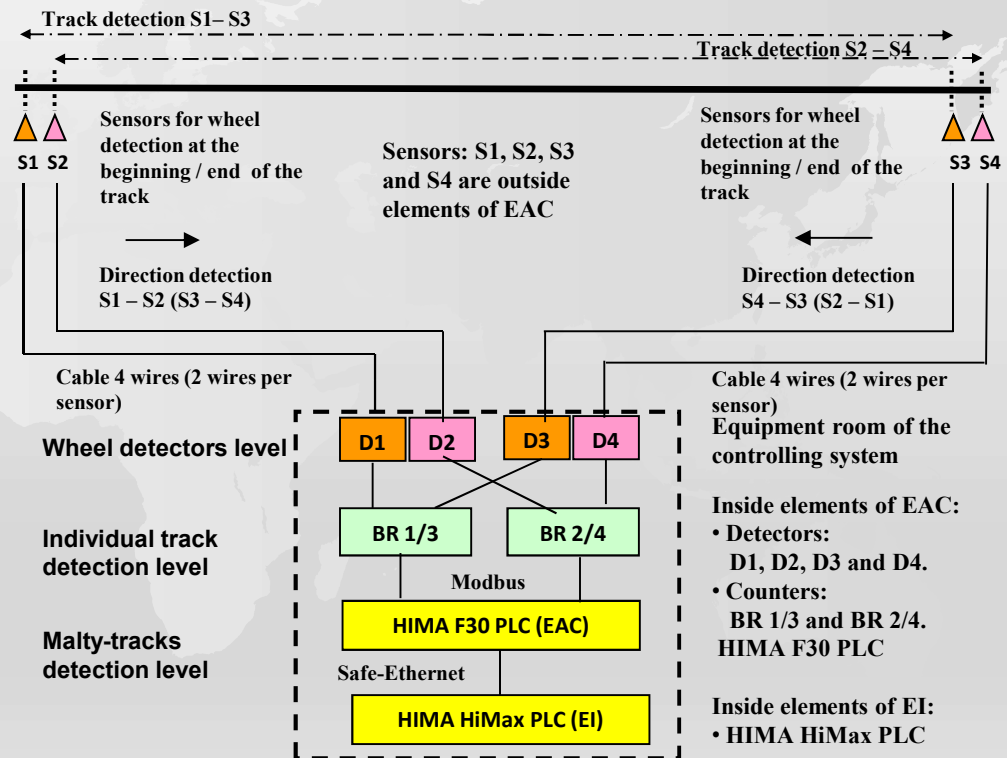 Track detection S1– S3
Track detection S2 – S4
S1 S2
Sensors for wheel
detection at the
beginning / end of the
track
Sensors: S1, S2, S3
and S4 are outside
elements of EAC
Sensors for wheel
detection at the
beginning / end of the
track
S3 S4
Direction detection
S1 – S2 (S3 – S4)
Direction detection
S4 – S3 (S2 – S1)
Cable 4 wires (2 wires per
sensor)
Cable 4 wires (2 wires per
sensor)
Wheel detectors level
D1 D2 D3 D4
Equipment room of the
controlling system
Individual track
detection level
BR 1/3 BR 2/4
Modbus
Inside elements of EAC:
• Detectors:
D1, D2, D3 and D4.
• Counters:
BR 1/3 and BR 2/4.
HIMA F30 PLC
Malty-tracks
detection level
HIMA F30 PLC (EAC)
Safe-Ethernet
HIMA HiMax PLC (EI)
Inside elements of EI:
• HIMA HiMax PLC